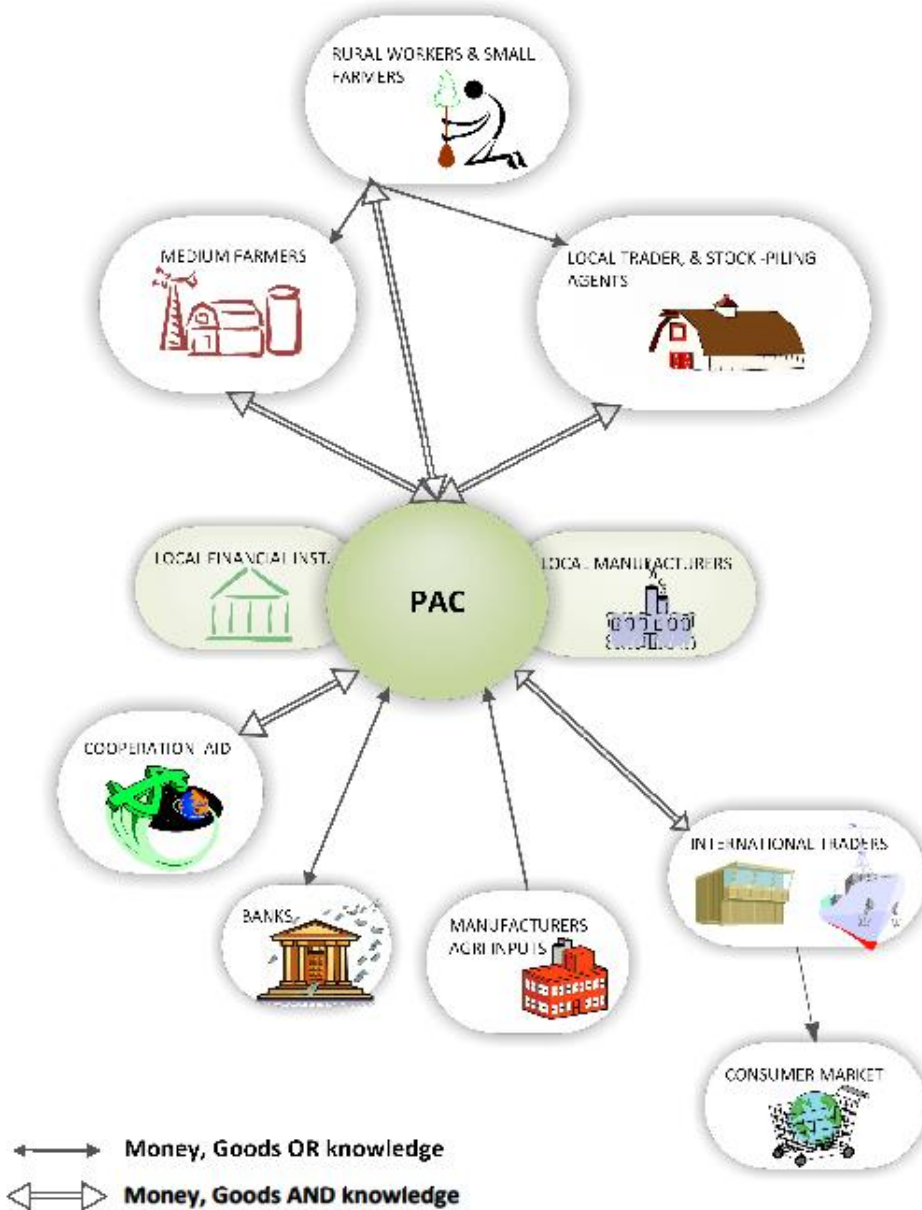 RURAL WORKERS & SMALL
FARMERS
MEDIUM FARMERS
LOCAL TRADER, & STOCK -PILING
AGENTS
LOCAL FINANCIAL INST.
PAC
LOCAL MANUFACTURERS
COOPERATION AID
BANKS
MANUFACTURERS
AGRI INPUTS
INTERNATIONAL TRADERS
CONSUMER MARKET
Money, Goods OR knowledge
Money, Goods AND knowledge